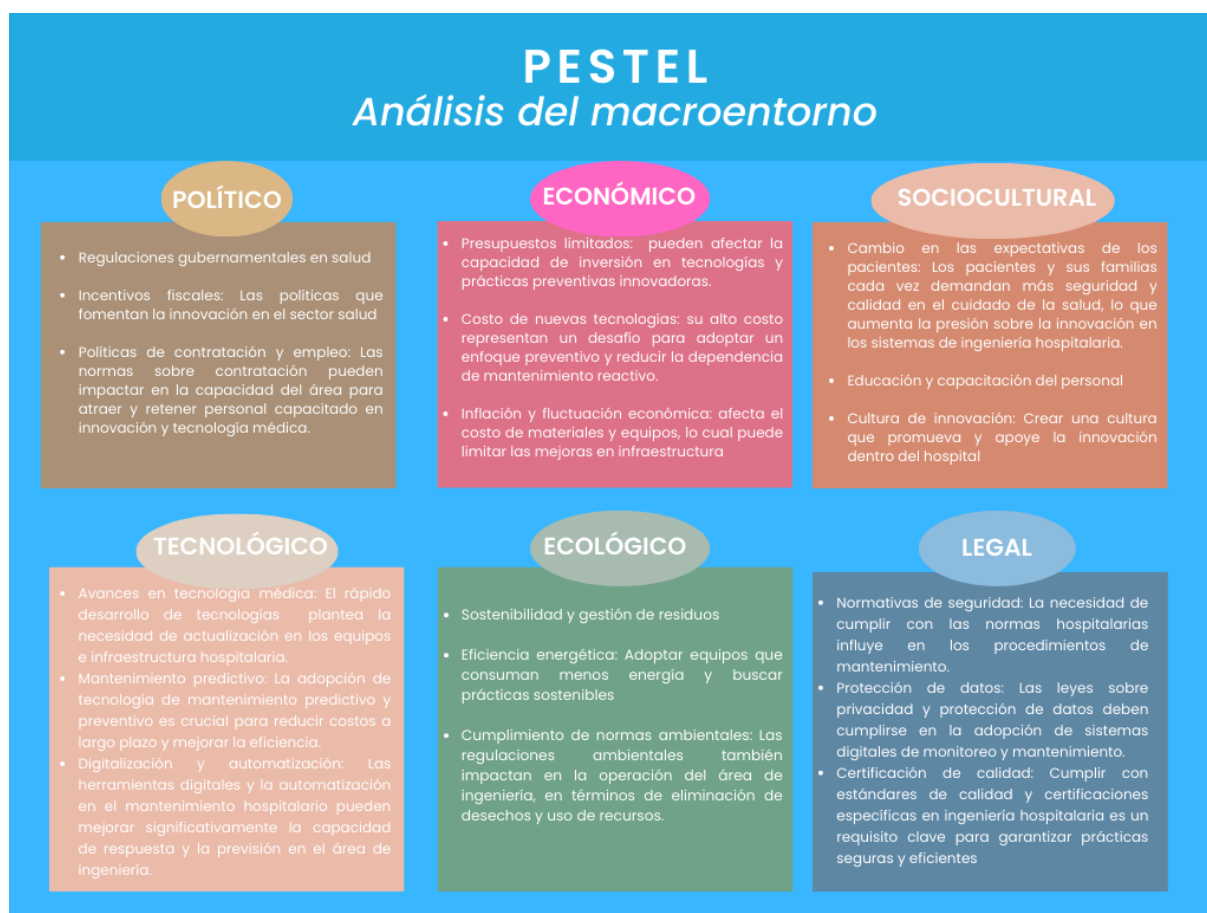 PESTEL
Análisis del macroentorno
POLÍTICO
• Regulaciones gubernamentales en salud
• Incentivos fiscales: Las políticas que
fomentan la innovación en el sector salud
• Políticas de contratación y empleo: Las
normas sobre contratación pueden
impactar en la capacidad del área para
atraer y retener personal capacitado en
innovación y tecnología médica.
ECONÓMICO
• Presupuestos limitados: pueden afectar la
capacidad de inversión en tecnologías y
prácticas preventivas innovadoras.
• Costo de nuevas tecnologías: su alto costo
representan un desafío para adoptar un
enfoque preventivo y reducir la dependencia
de mantenimiento reactivo.
• Inflación y fluctuación económica: afecta el
costo de materiales y equipos, lo cual puede
limitar las mejoras en infraestructura
SOCIOCULTURAL
• Cambio en las expectativas de los
pacientes: Los pacientes y sus familias
cada vez demandan más seguridad y
calidad en el cuidado de la salud, lo que
aumenta la presión sobre la innovación en
los sistemas de ingeniería hospitalaria.
• Educación y capacitación del personal
• Cultura de innovación: Crear una cultura
que promueva y apoye la innovación
dentro del hospital
TECNOLÓGICO
• Avances en tecnología médica: El rápido
desarrollo de tecnologías plantea la
necesidad de actualización en los equipos
e infraestructura hospitalaria.
• Mantenimiento predictivo: La adopción de
tecnología de mantenimiento predictivo y
preventivo es crucial para reducir costos a
largo plazo y mejorar la eficiencia.
• Digitalización y automatización: Las
herramientas digitales y la automatización
en el mantenimiento hospitalario pueden
mejorar significativamente la capacidad
de respuesta y la previsión en el área de
ingeniería.
ECOLÓGICO
• Sostenibilidad y gestión de residuos
• Eficiencia energética: Adoptar equipos que
consuman menos energía y buscar
prácticas sostenibles
• Cumplimiento de normas ambientales: Las
regulaciones ambientales también
impactan en la operación del área de
ingeniería, en términos de eliminación de
desechos y uso de recursos.
LEGAL
• Normativas de seguridad: La necesidad de
cumplir con las normas hospitalarias
influye en los procedimientos de
mantenimiento.
• Protección de datos: Las leyes sobre
privacidad y protección de datos deben
cumplirse en la adopción de sistemas
digitales de monitoreo y mantenimiento.
• Certificación de calidad: Cumplir con
estándares de calidad y certificaciones
específicas en ingeniería hospitalaria es un
requisito clave para garantizar prácticas
seguras y eficientes